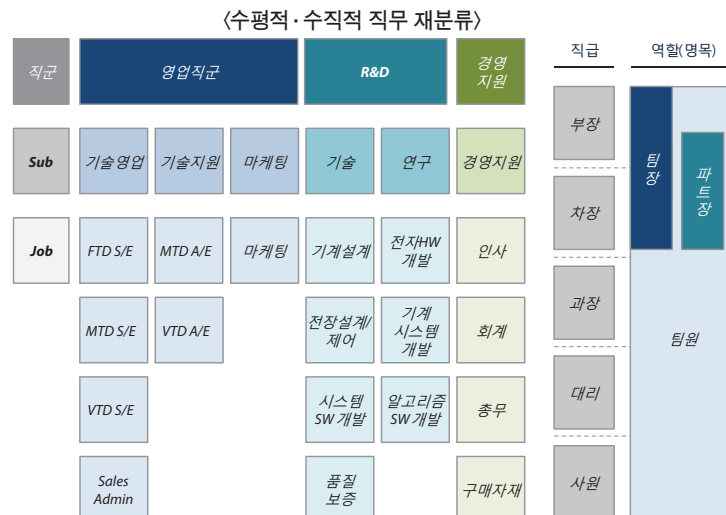 〈수평적·수직적 직무 재분류〉
직군
영업직군
R&D
경영
지원
Sub
기술영업
기술지원
마케팅
기술
연구
경영지원
Job
FTD S/E
MTD A/E
마케팅
기계설계
전자HW
개발
인사
MTD S/E
VTD A/E
전장설계/
제어
기계
시스템
개발
회계
VTD S/E
시스템
SW 개발
알고리즘
SW 개발
총무
Sales
Admin
품질
보증
구매자재
직급
역할(명목)
부장
차장
과장
대리
사원
팀
장
파
트
장
팀원